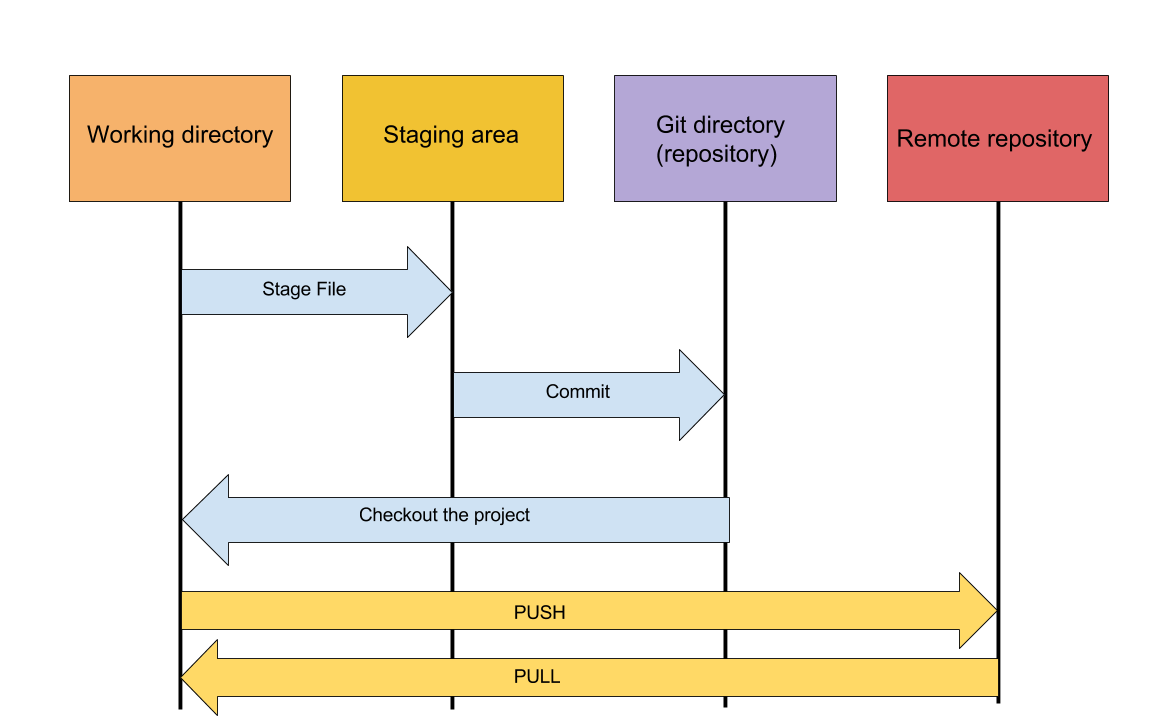 Working directory
Staging area
Git directory
(repository)
Remote repository
Stage File
Commit
Checkout the project
PUSH
PULL